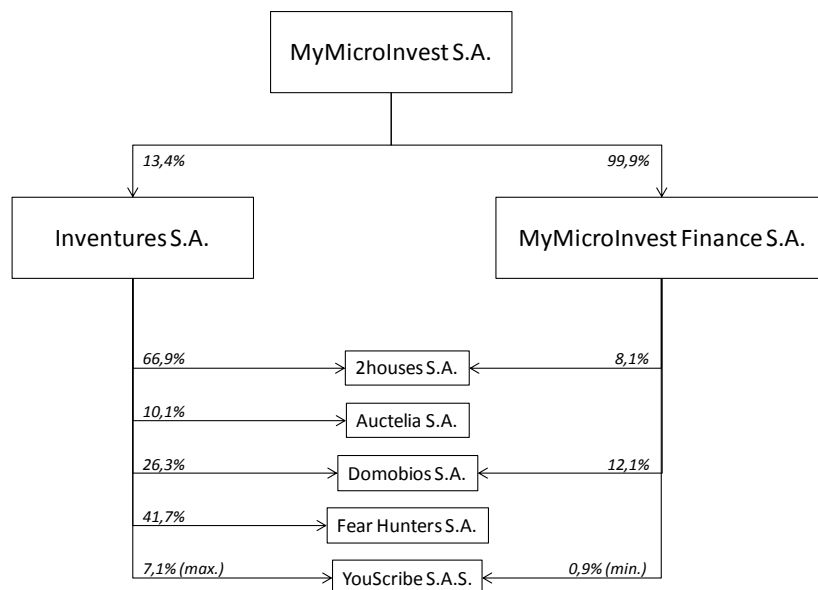 MyMicroInvest S.A.
13,4%
99,9%
Inventures S.A.
MyMicroInvest Finance S.A.
66,9%
2houses S.A.
8,1%
10,1%
Auctelia S.A.
26,3%
Domobios S.A.
12,1%
41,7%
Fear Hunters S.A.
7,1% (max.)
YouScribe S.A.S.
0,9% (min.)